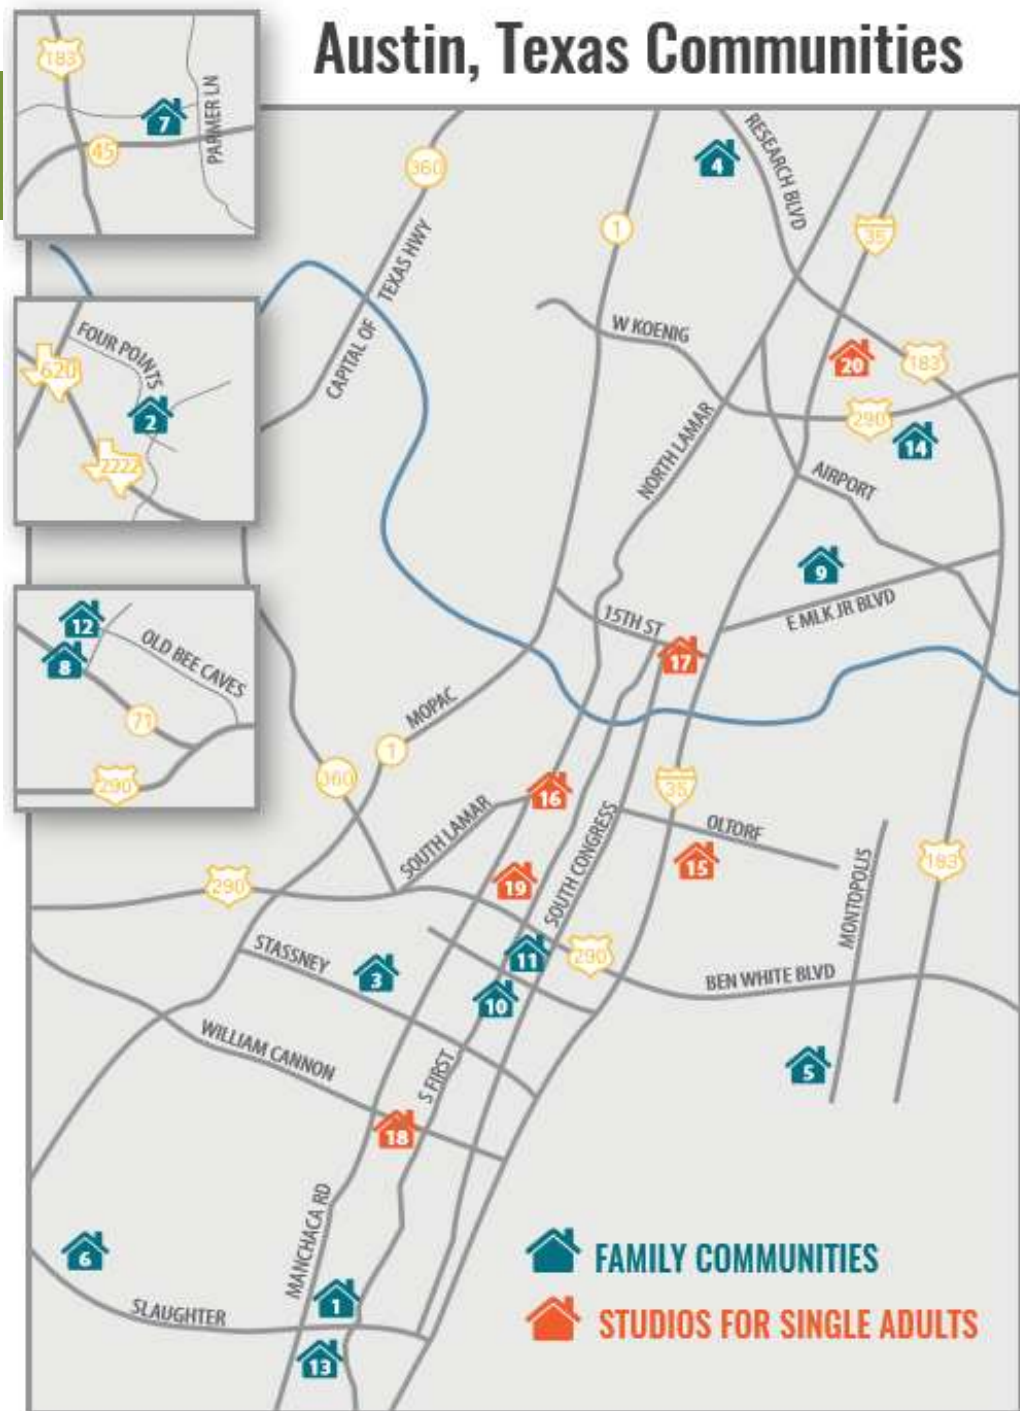 Austin, Texas Communities
183
7
45
PARMER LN
FOUR POINTS
620
2
2222
12
8
OLD BEE CAVES
71
290
360
CAPITAL OF
TEXAS HWY
4
RESEARCH BLVD
1
35
W KOENIG
20
183
290
14
NORTH LAMAR
AIRPORT
9
E MLK JR BLVD
15TH ST
17
MOPAC
1
360
16
35
SOUTH LAMAR
SOUTH CONGRESS
OLTORF
15
19
MONTOPOLIS
183
290
STASSNEY
3
11
290
10
BEN WHITE BLVD
WILLIAM CANNON
S FIRST
5
18
MANCHACA RD
6
1
SLAUGHTER
13
FAMILY COMMUNITIES
STUDIOS FOR SINGLE ADULTS